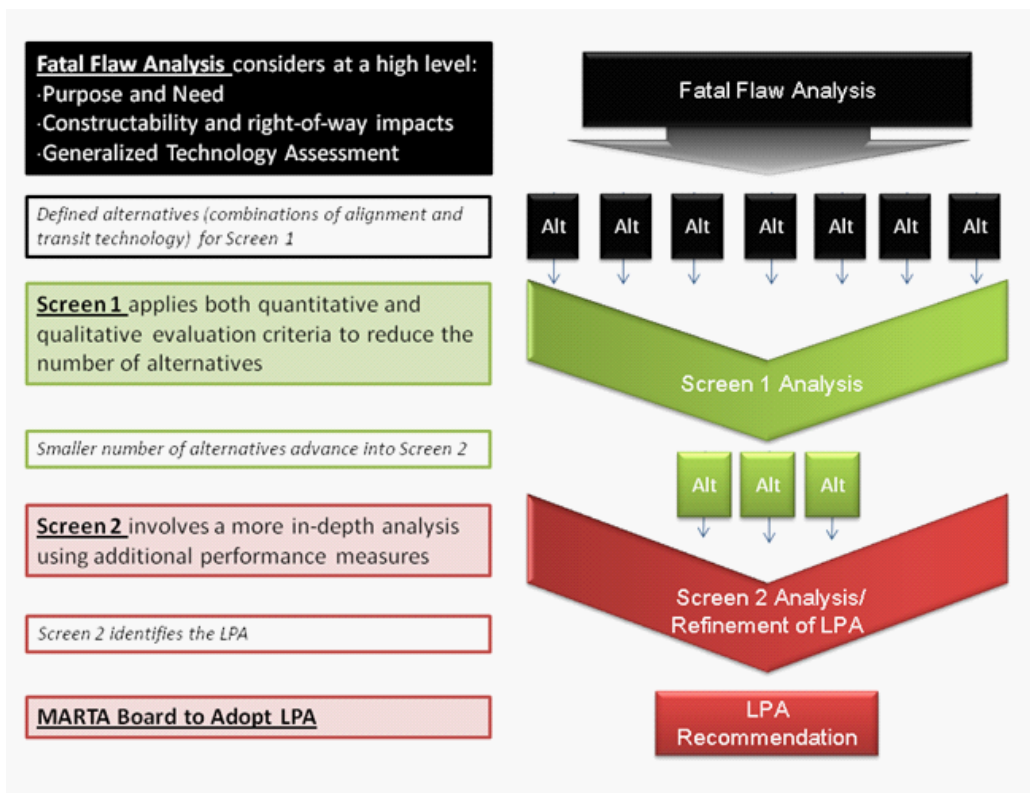 Fatal Flaw Analysis considers at a high level:
·Purpose and Need
·Constructability and right-of-way impacts
·Generalized Technology Assessment
Defined alternatives (combinations of alignment and
transit technology) for Screen 1
Screen 1 applies both quantitative and
qualitative evaluation criteria to reduce the
number of alternatives
Smaller number of alternatives advance into Screen 2
Screen 2 involves a more in-depth analysis
using additional performance measures
Screen 2 identifies the LPA
MARTA Board to Adopt LPA
Fatal Flaw Analysis
Alt Alt Alt Alt Alt Alt Alt
Screen 1 Analysis
Alt Alt Alt
Screen 2 Analysis/
Refinement of LPA
LPA
Recommendation